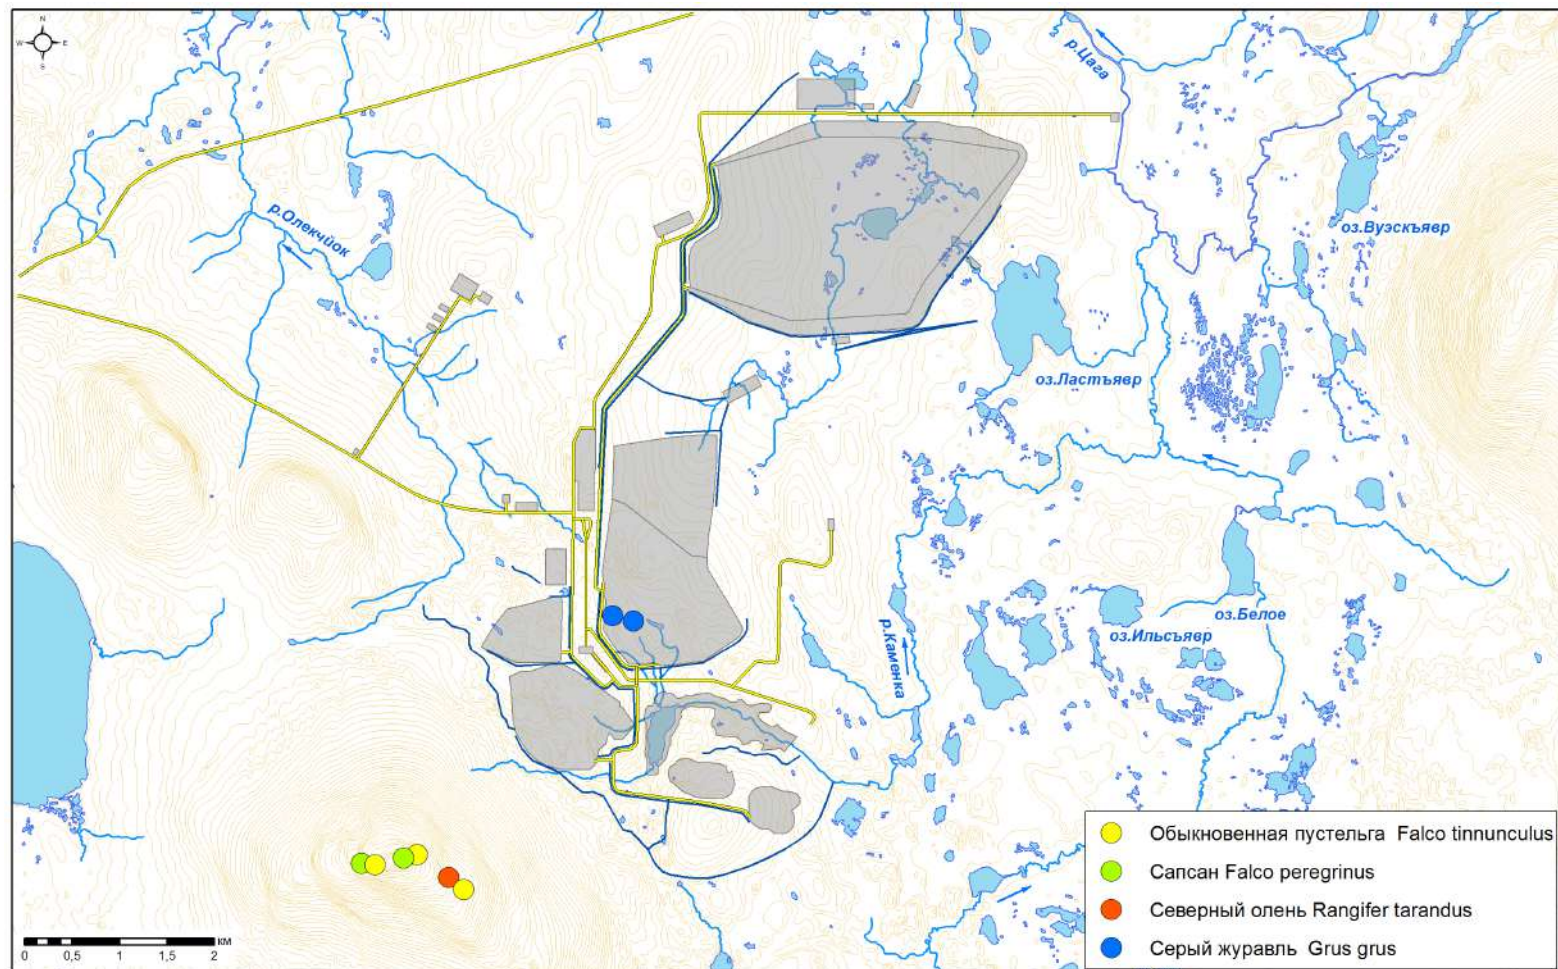 N
W E
S
р.Цага
р.Олекчйок
оз.Вуэскъявр
оз.Ластъявр
р.Каменка
оз.Белое
оз.Ильсъявр
Обыкновенная пустельга Falco tinnunculus
Сапсан Falco peregrinus
Северный олень Rangifer tarandus
Серый журавль Grus grus
км
0 0,5 1 1,5 2